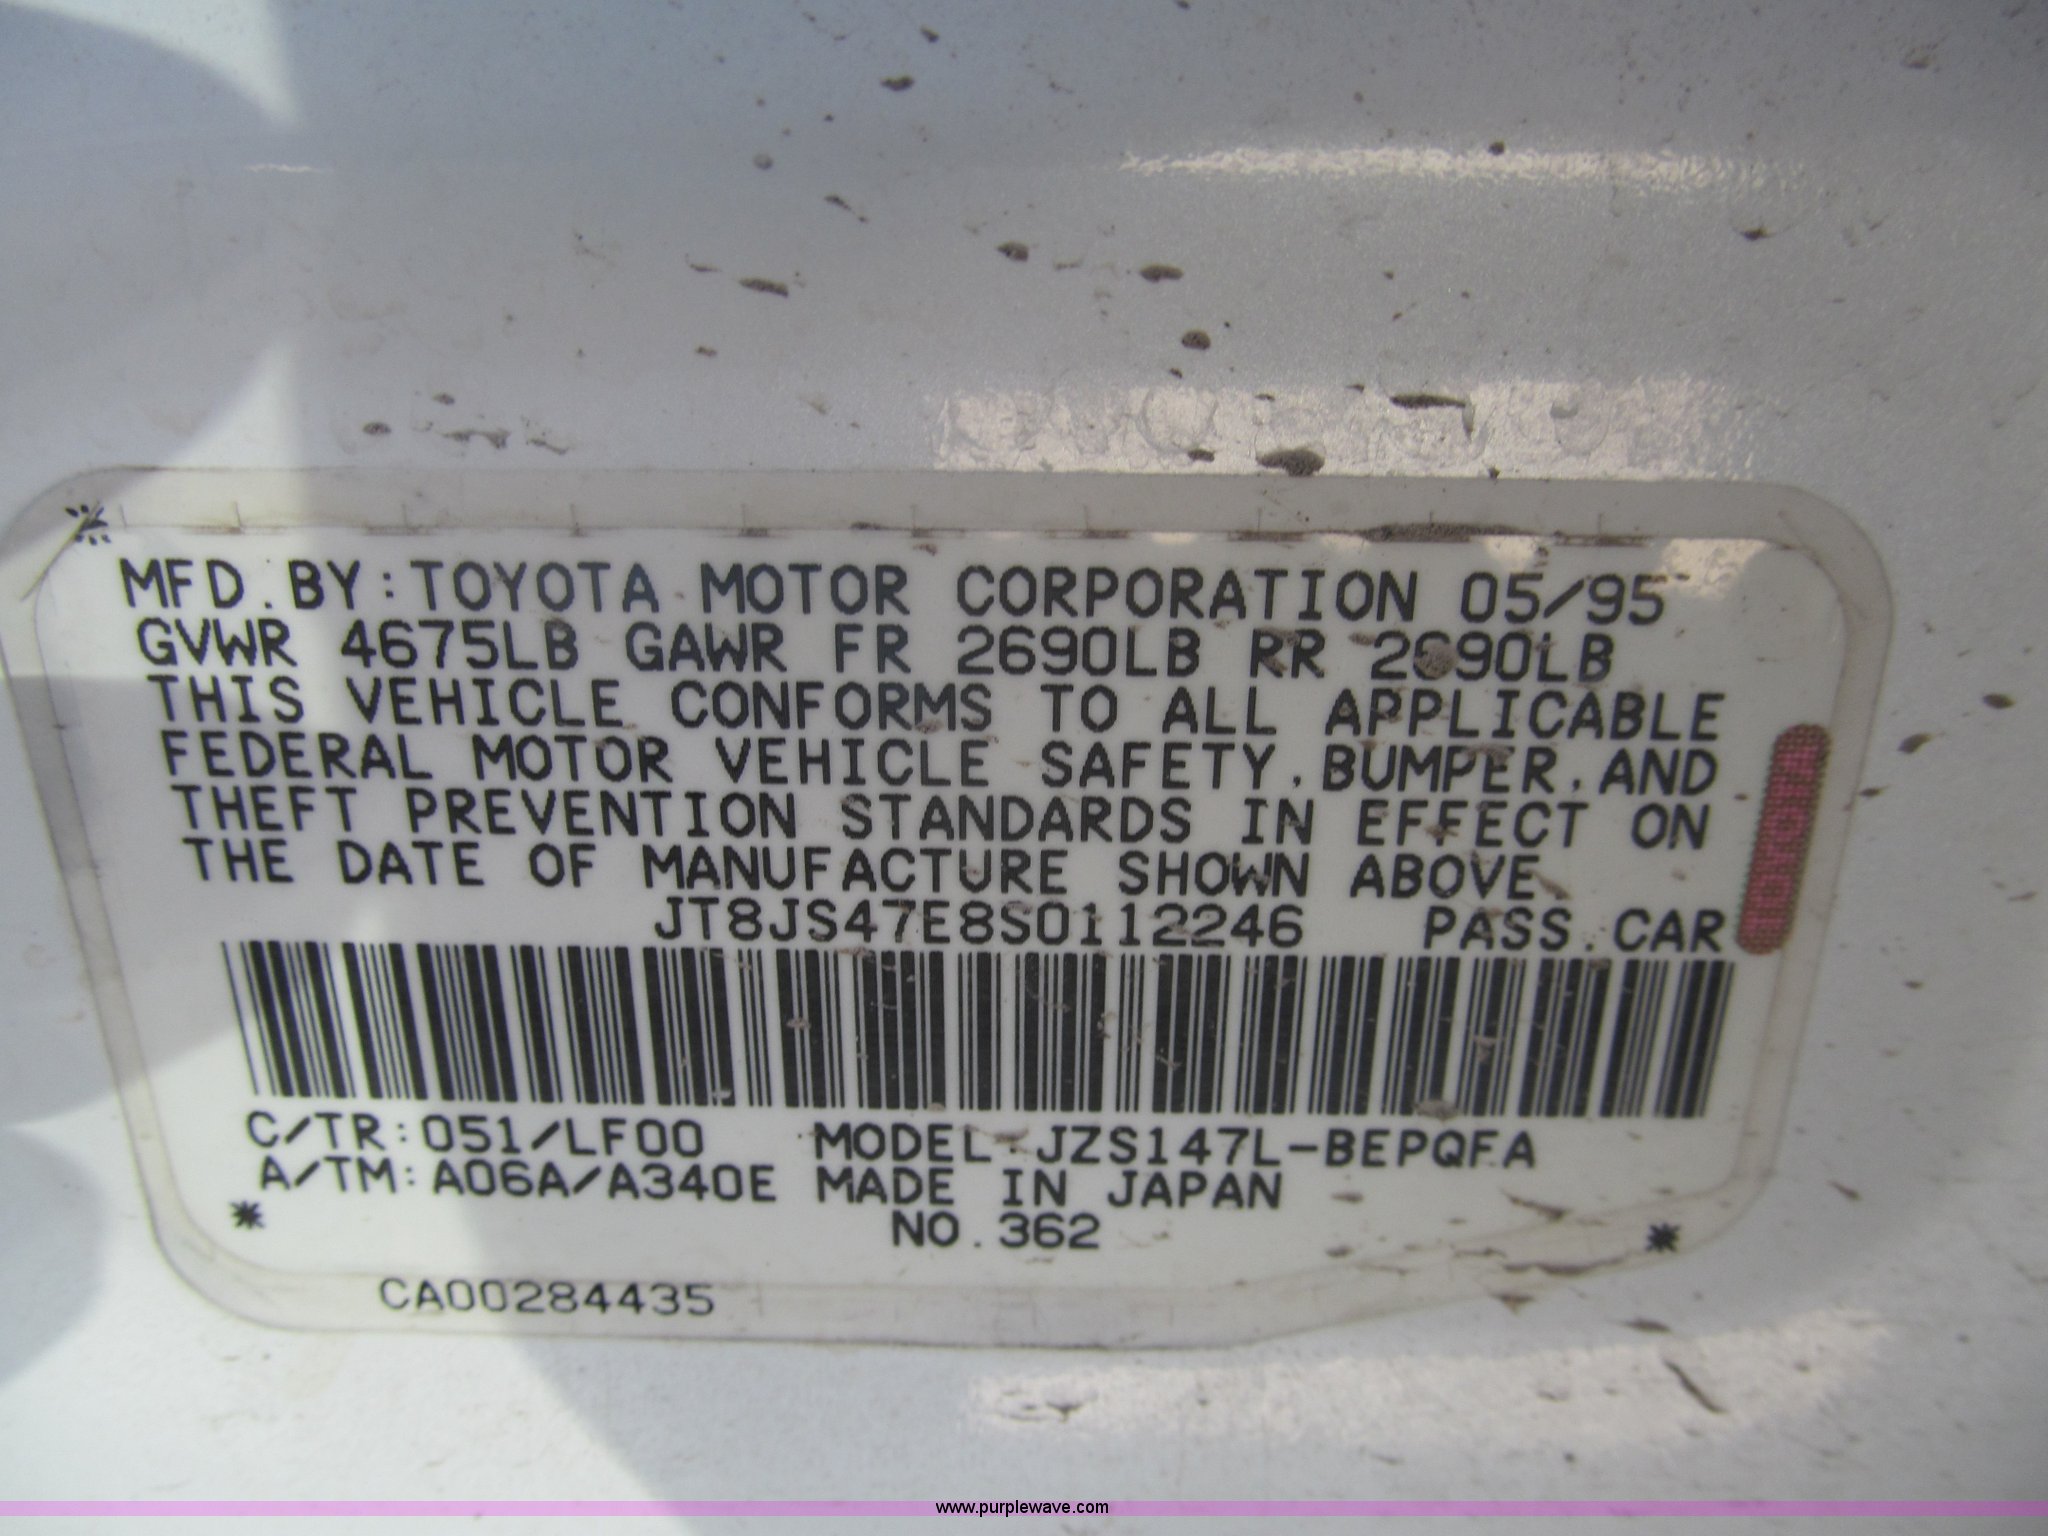 MFD. BY: TOYOTA MOTOR CORPORATION 05/95
GVWR 4675LB GAWR FR 2690LB RR 2690LB
THIS VEHICLE CONFORMS TO ALL APPLICABLE
FEDERAL MOTOR VEHICLE SAFETY, BUMPER, AND
THEFT PREVENTION STANDARDS IN EFFECT ON
THE DATE OF MANUFACTURE SHOWN ABOVE.
JT8JS47E8S0112246 PASS. CAR
TOYOTA
C/TR: 051/LF00 MODEL: JZS147L-BEPQFA
A/TM: A06A/A340E MADE IN JAPAN
NO. 362
CA00284435
www.purplewave.com